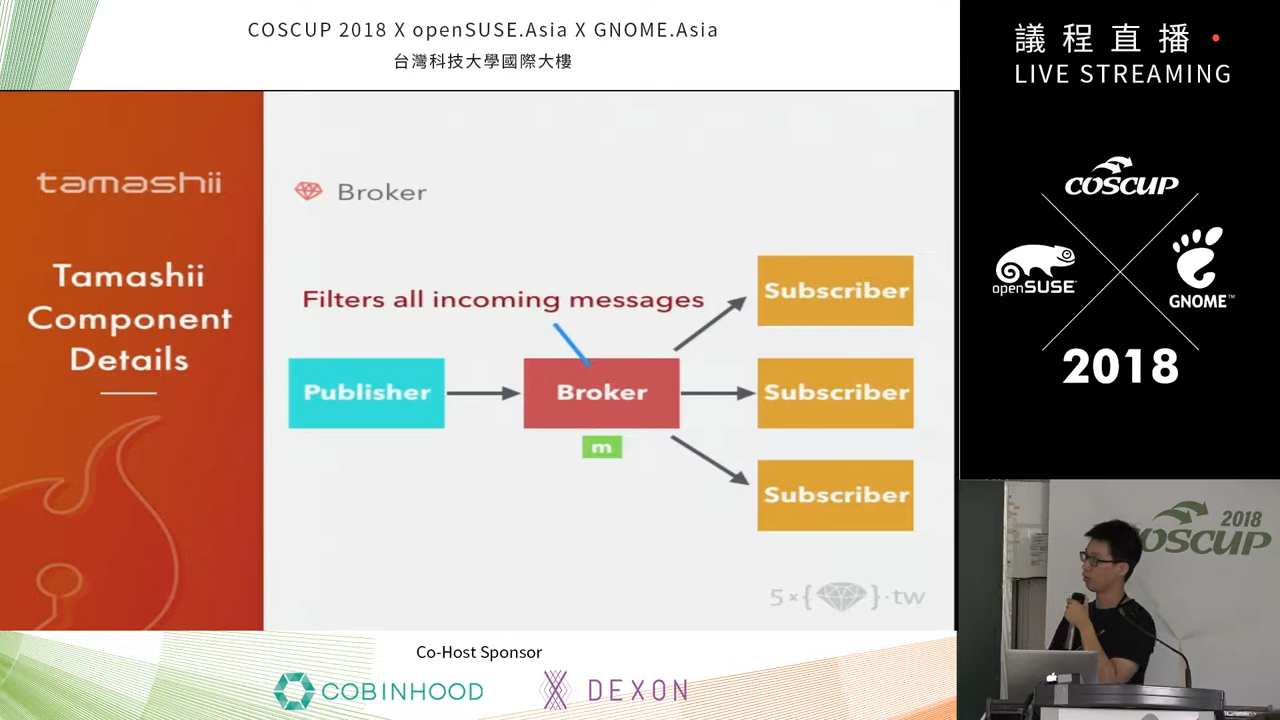 COSCUP 2018 X openSUSE.Asia X GNOME.Asia
台灣科技大學國際大樓
議程直播
LIVE STREAMING
COSCUP
openSUSE
GNOME™
2018
tamashii
Tamashii
Component
Details
Broker
Filters all incoming messages
Publisher
Broker
m
Subscriber
Subscriber
Subscriber
5×{ }·tw
2018
COSCUP
Co-Host Sponsor
COBINHOOD
DEXON